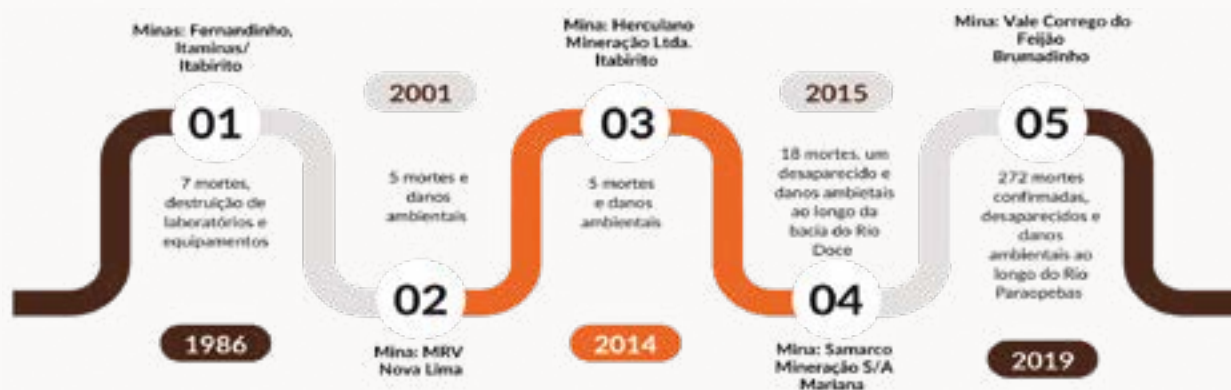 Minas: Fernandinho,
Itaminas/
Itabirito
01
7 mortes,
destruição de
laboratórios e
equipamentos
1986
2001
5 mortes e
danos
ambientais
02
Mina: MRV
Nova Lima
Mina: Herculano
Mineração Ltda.
Itabirito
03
5 mortes
e danos
ambientais
2014
2015
18 mortes, um
desaparecido e
danos ambietais
ao longo da
bacia do Rio
Doce
04
Mina: Samarco
Mineração S/A
Mariana
Mina: Vale Corrego do
Feijão
Brumadinho
05
272 mortes
confirmadas,
desaparecidos e
danos
ambientais ao
longo do Rio
Paraopebas
2019